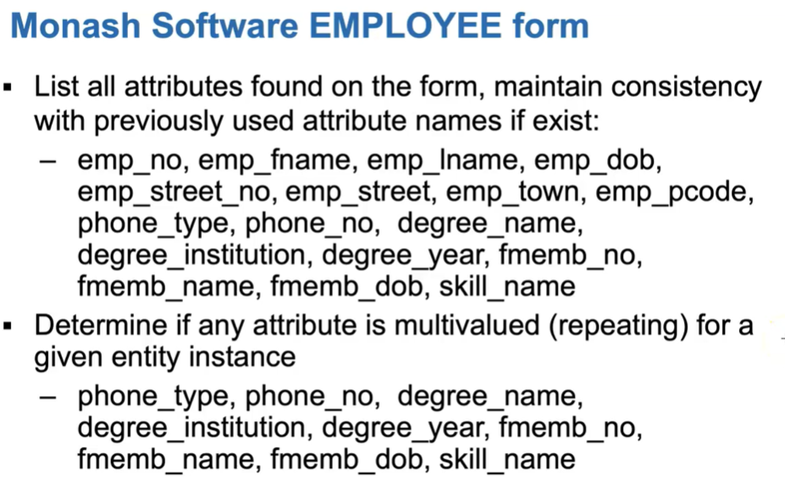 Monash Software EMPLOYEE form
▪ List all attributes found on the form, maintain consistency
with previously used attribute names if exist:
– emp_no, emp_fname, emp_lname, emp_dob,
emp_street_no, emp_street, emp_town, emp_pcode,
phone_type, phone_no, degree_name,
degree_institution, degree_year, fmemb_no,
fmemb_name, fmemb_dob, skill_name
▪ Determine if any attribute is multivalued (repeating) for a
given entity instance
– phone_type, phone_no, degree_name,
degree_institution, degree_year, fmemb_no,
fmemb_name, fmemb_dob, skill_name